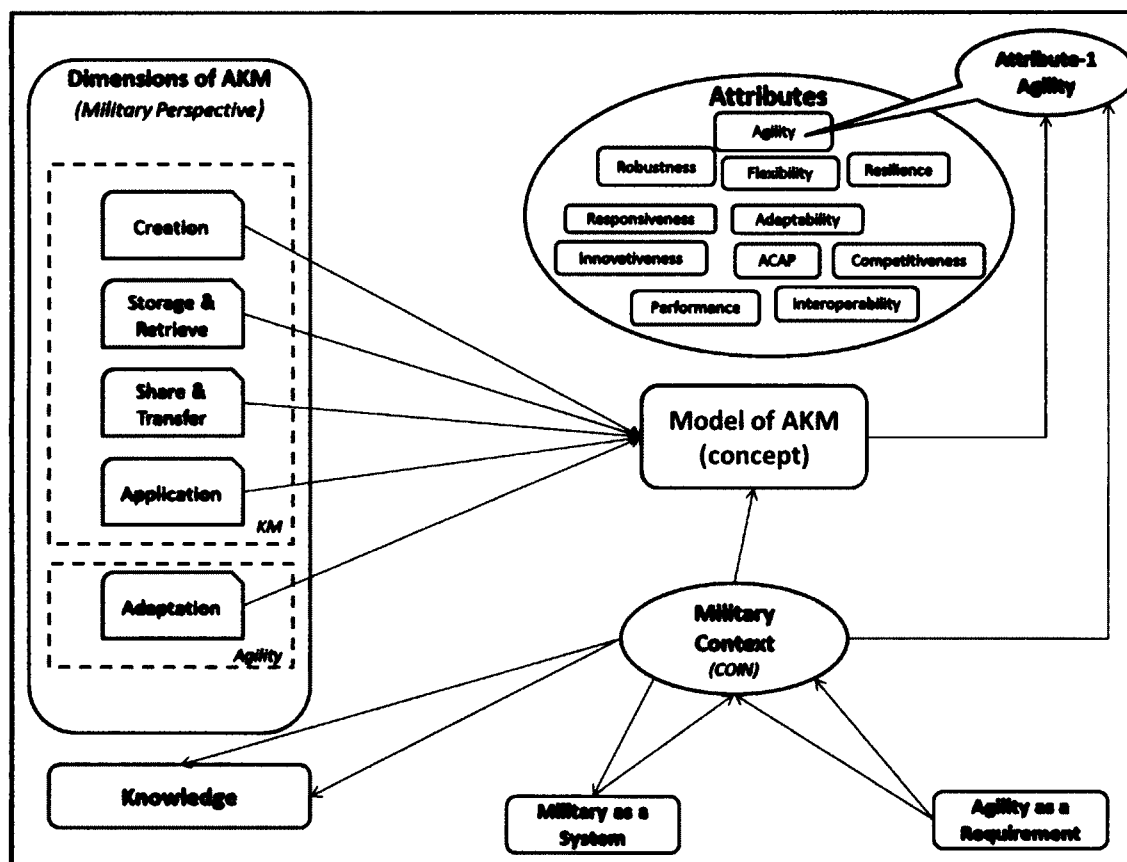 Dimensions of AKM
(Military Perspective)
Creation
Storage &
Retrieve
Share &
Transfer
Application
KM
Adaptation
Agility
Knowledge
Attribute-1
Agility
Attributes
Agility
Robustness
Flexibility
Resilience
Responsiveness
Adaptability
Innovativeness
ACAP
Competitiveness
Performance
Interoperability
Model of AKM
(concept)
Military
Context
(COIN)
Military as a
System
Agility as a
Requirement